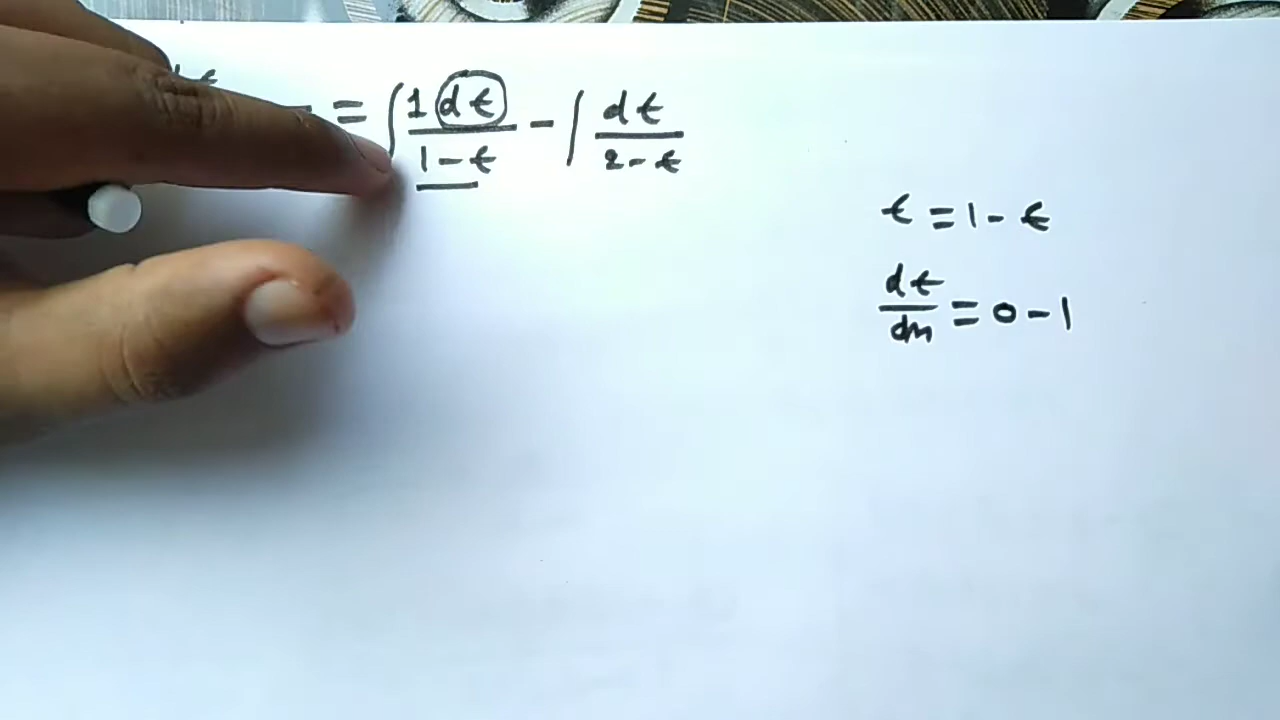 = ∫ 1 dt / 1 - t - ∫ dt / 2 - t
t = 1 - t
dt / dn = 0 - 1